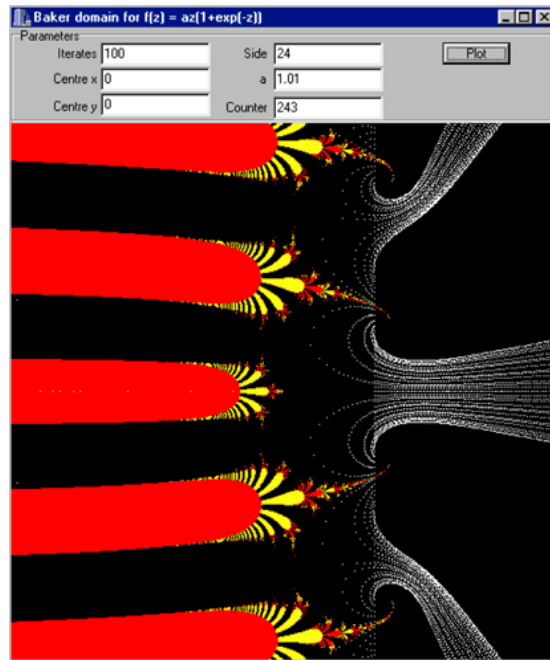 Baker domain for f(z) = az(1+exp(-z))
Parameters
Iterates 100 Side 24 Plot
Centre x 0 a 1.01
Centre y 0 Counter 243